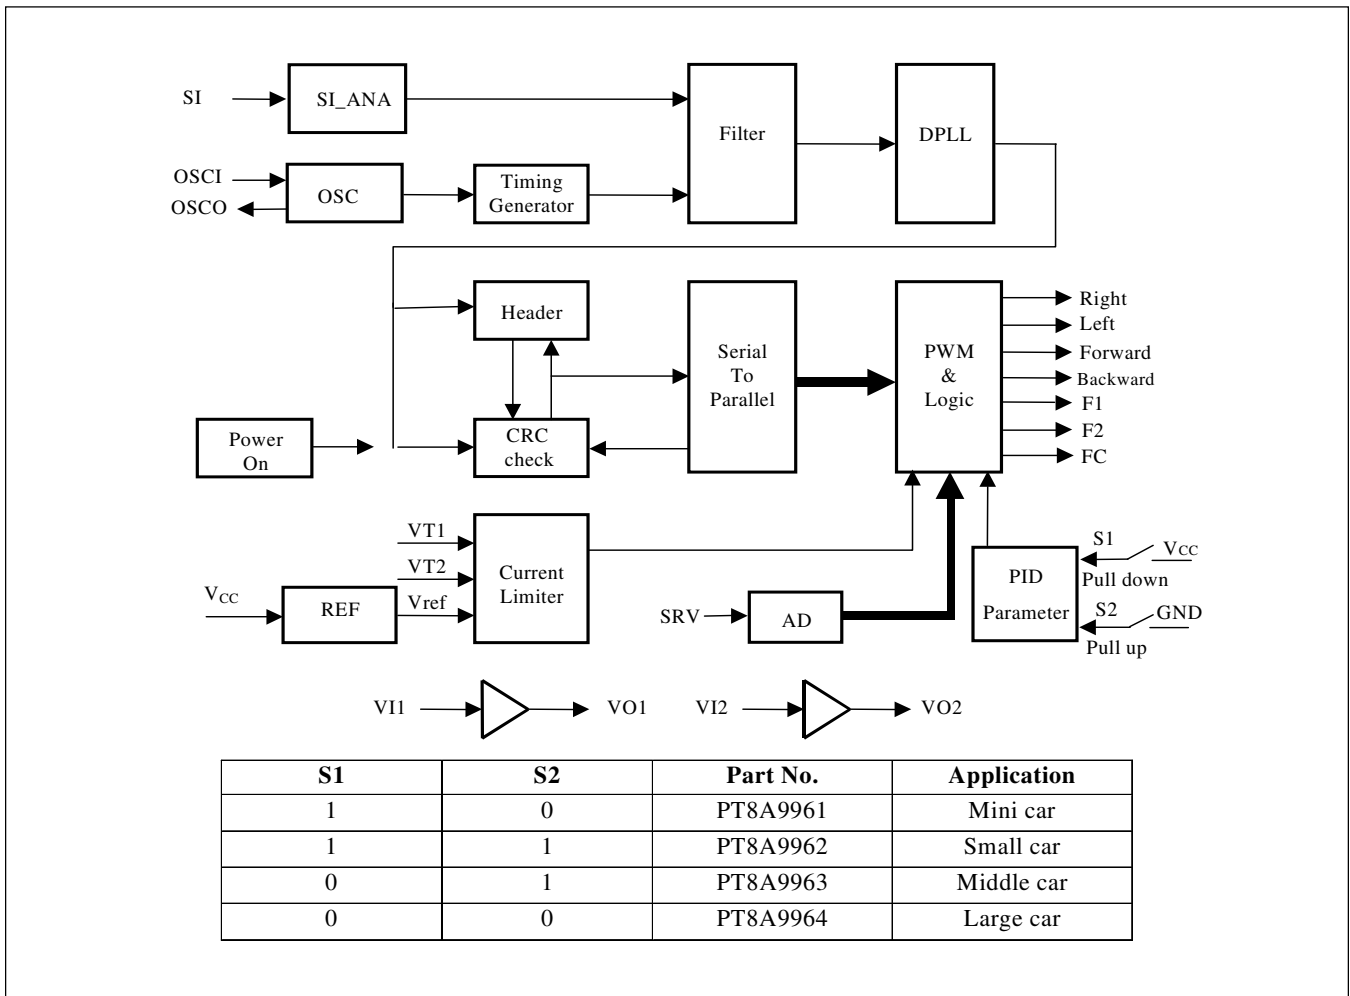 SI
SI_ANA
Filter
DPLL
OSCI
OSCO
OSC
Timing
Generator
Header
Serial
To
Parallel
PWM
&
Logic
Right
Left
Forward
Backward
F1
F2
FC
Power
On
CRC
check
VT1
VT2
Vref
VCC
REF
Current
Limiter
SRV
AD
PID
Parameter
S1
VCC
Pull down
S2
GND
Pull up
VI1
VO1
VI2
VO2
S1 S2 Part No. Application
1 0 PT8A9961 Mini car
1 1 PT8A9962 Small car
0 1 PT8A9963 Middle car
0 0 PT8A9964 Large car